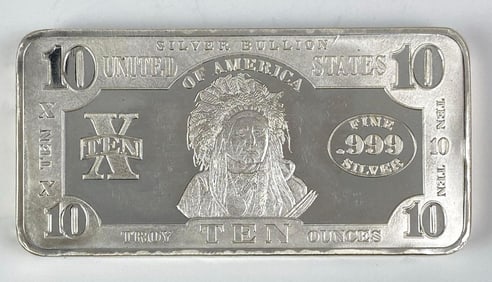 SILVER BULLION
10 UNITED STATES 10
OF AMERICA
X TEN X
X
TEN
FINE
.999
SILVER
TEN 10 TEN
10 TROY TEN OUNCES 10